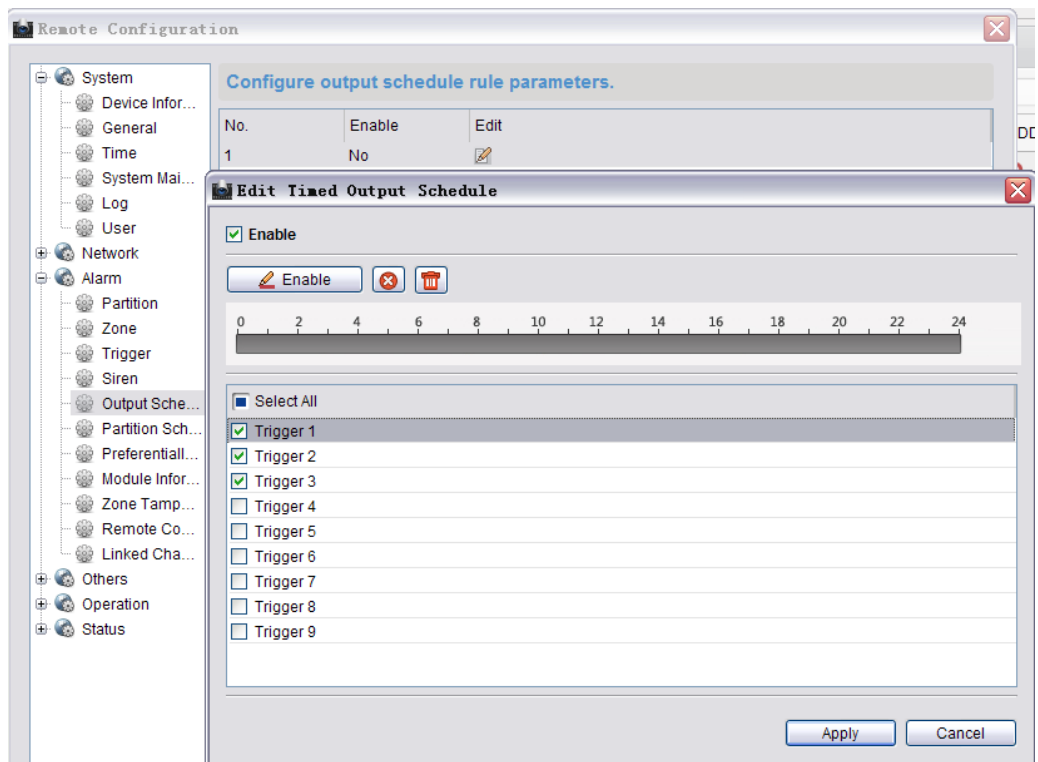 Remote Configuration
System
Device Infor...
General
Time
System Mai...
Log
User
Network
Alarm
Partition
Zone
Trigger
Siren
Output Sche...
Partition Sch...
Preferentiall...
Module Infor...
Zone Tamp...
Remote Co...
Linked Cha...
Others
Operation
Status
Configure output schedule rule parameters.
No. Enable Edit
1 No
Edit Timed Output Schedule
Enable
Enable
0 2 4 6 8 10 12 14 16 18 20 22 24
Select All
Trigger 1
Trigger 2
Trigger 3
Trigger 4
Trigger 5
Trigger 6
Trigger 7
Trigger 8
Trigger 9
Apply Cancel